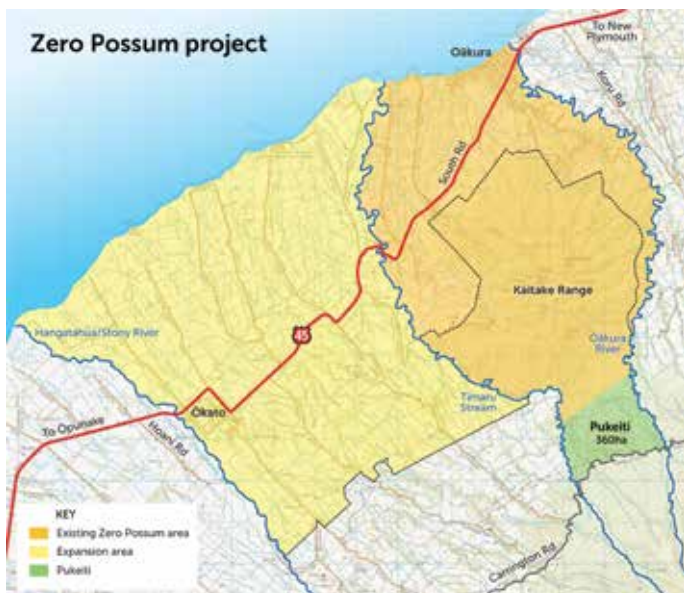 Zero Possum project
To New
Plymouth
Oākura
Koru Rd
South Rd
Kaitake Range
Hangatahua/Stony River
45
Oākura
River
Timaru
Stream
Okato
To Opunake
Hoani Rd
Pukeiti
360ha
Carrington Rd
KEY
Existing Zero Possum area
Expansion area
Pukeiti